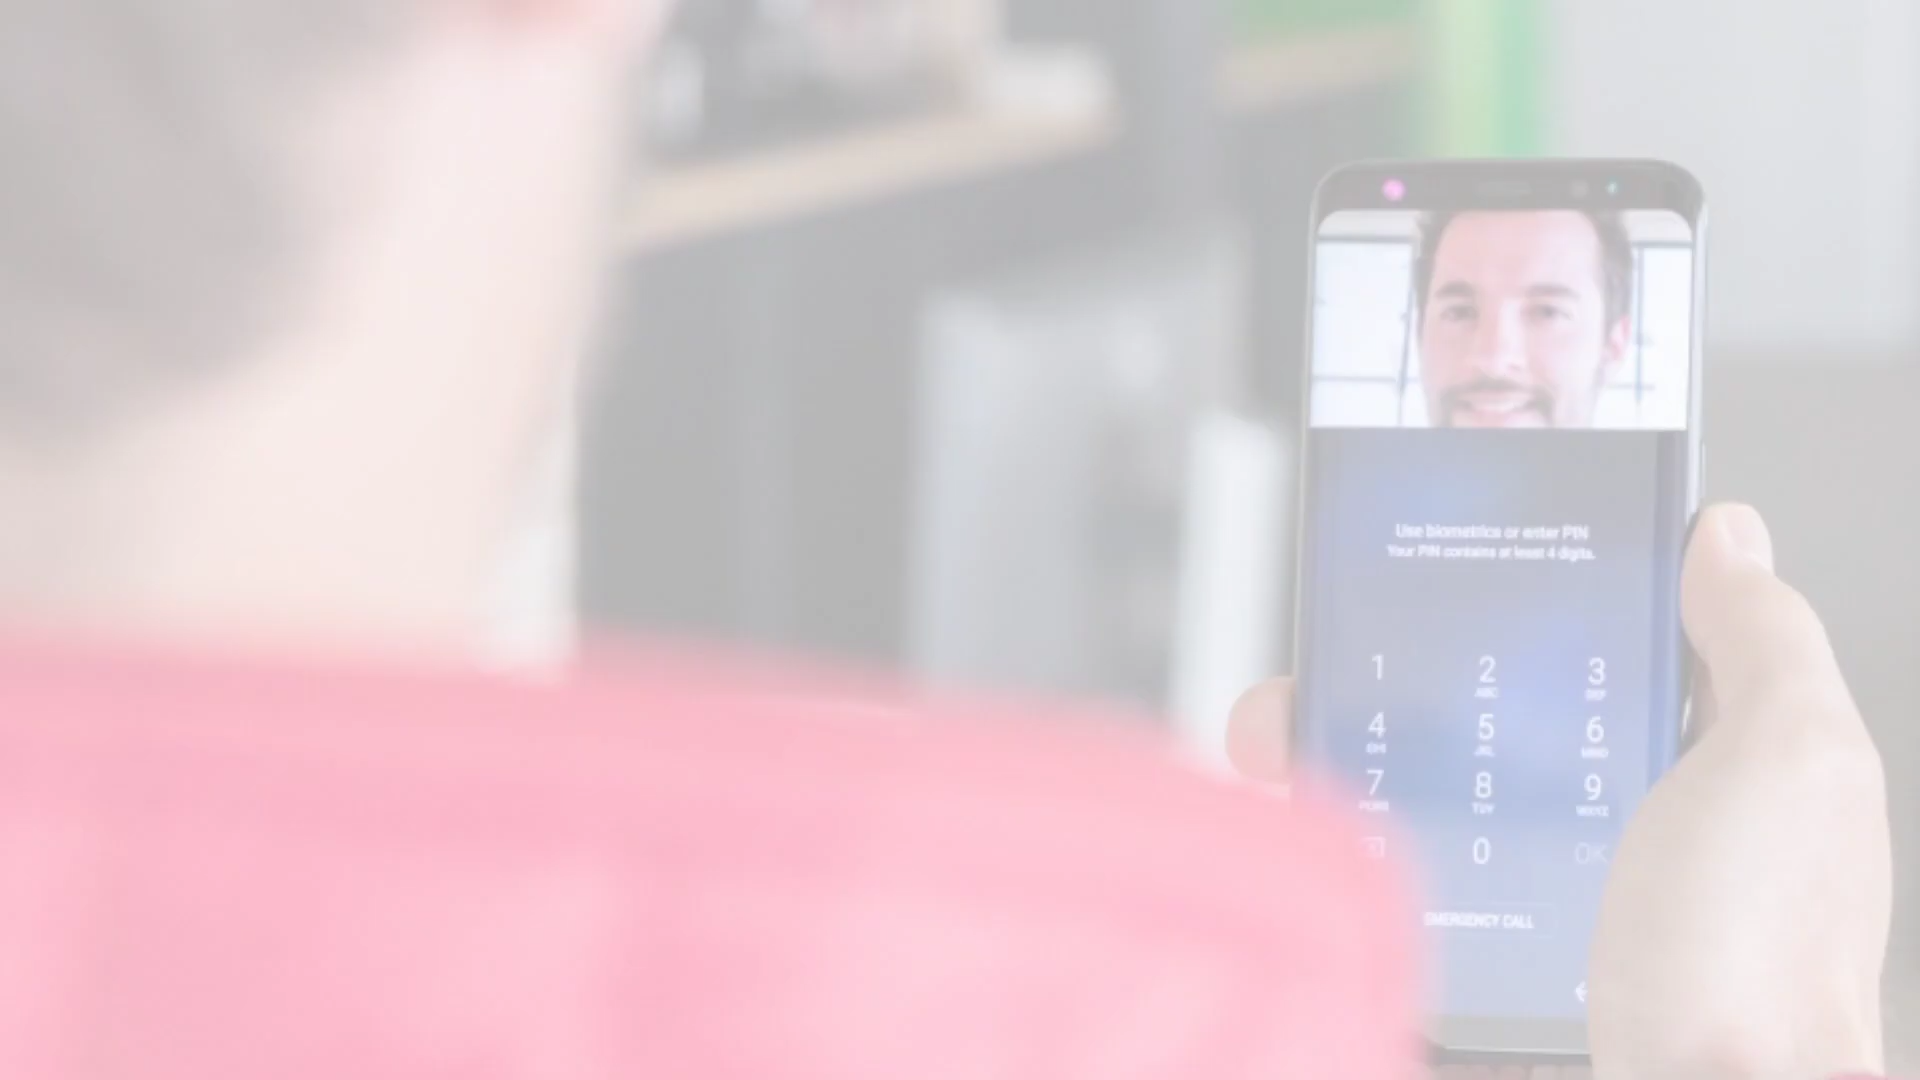 Use biometrics or enter PIN
Your PIN contains at least 4 digits.
1 2 3
ABC DEF
4 5 6
GHI JKL MNO
7 8 9
PQRS TUV WXYZ
0 OK
EMERGENCY CALL